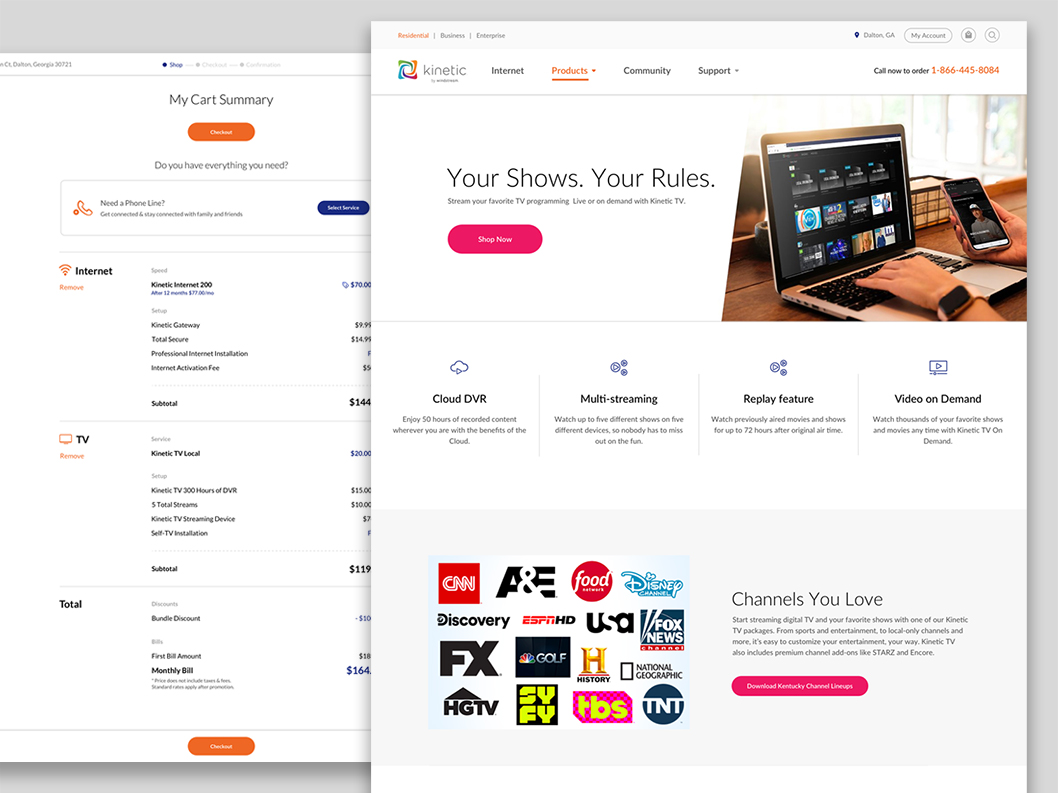 n Ct, Dalton, Georgia 30721
Shop
Checkout
Confirmation
My Cart Summary
Checkout
Do you have everything you need?
Need a Phone Line?
Get connected & stay connected with family and friends
Select Service
Internet
Remove
Speed
Kinetic Internet 200
$70.00
After 12 months $77.00/mo
Setup
Kinetic Gateway
$9.99
Total Secure
$14.99
Professional Internet Installation
F
Internet Activation Fee
$5
Subtotal
$144
TV
Remove
Service
Kinetic TV Local
$20.00
Setup
Kinetic TV 300 Hours of DVR
$15.00
5 Total Streams
$10.00
Kinetic TV Streaming Device
$7
Self-TV Installation
F
Subtotal
$119
Total
Discounts
Bundle Discount
- $10
Bills
First Bill Amount
$18
Monthly Bill
$164.
* Price does not include taxes & fees.
Standard rates apply after promotion.
Checkout
Residential | Business | Enterprise
Dalton, GA
My Account
kinetic
by windstream
Internet
Products
Community
Support
Call now to order 1-866-445-8084
Your Shows. Your Rules.
Stream your favorite TV programming Live or on demand with Kinetic TV.
Shop Now
Cloud DVR
Enjoy 50 hours of recorded content
wherever you are with the benefits of the
Cloud.
Multi-streaming
Watch up to five different shows on five
different devices, so nobody has to miss
out on the fun.
Replay feature
Watch previously aired movies and shows
for up to 72 hours after original air time.
Video on Demand
Watch thousands of your favorite shows
and movies any time with Kinetic TV On
Demand.
CNN
A&E
food
network
Disney
CHANNEL
Discovery
ESPN HD
usa
FOX
NEWS
channel
FX
GOLF
H
HISTORY
NATIONAL
GEOGRAPHIC
HGTV
SYFY
tbs
TNT
Channels You Love
Start streaming digital TV and your favorite shows with one of our Kinetic
TV packages. From sports and entertainment, to local-only channels and
more, it's easy to customize your entertainment, your way. Kinetic TV
also includes premium channel add-ons like STARZ and Encore.
Download Kentucky Channel Lineups